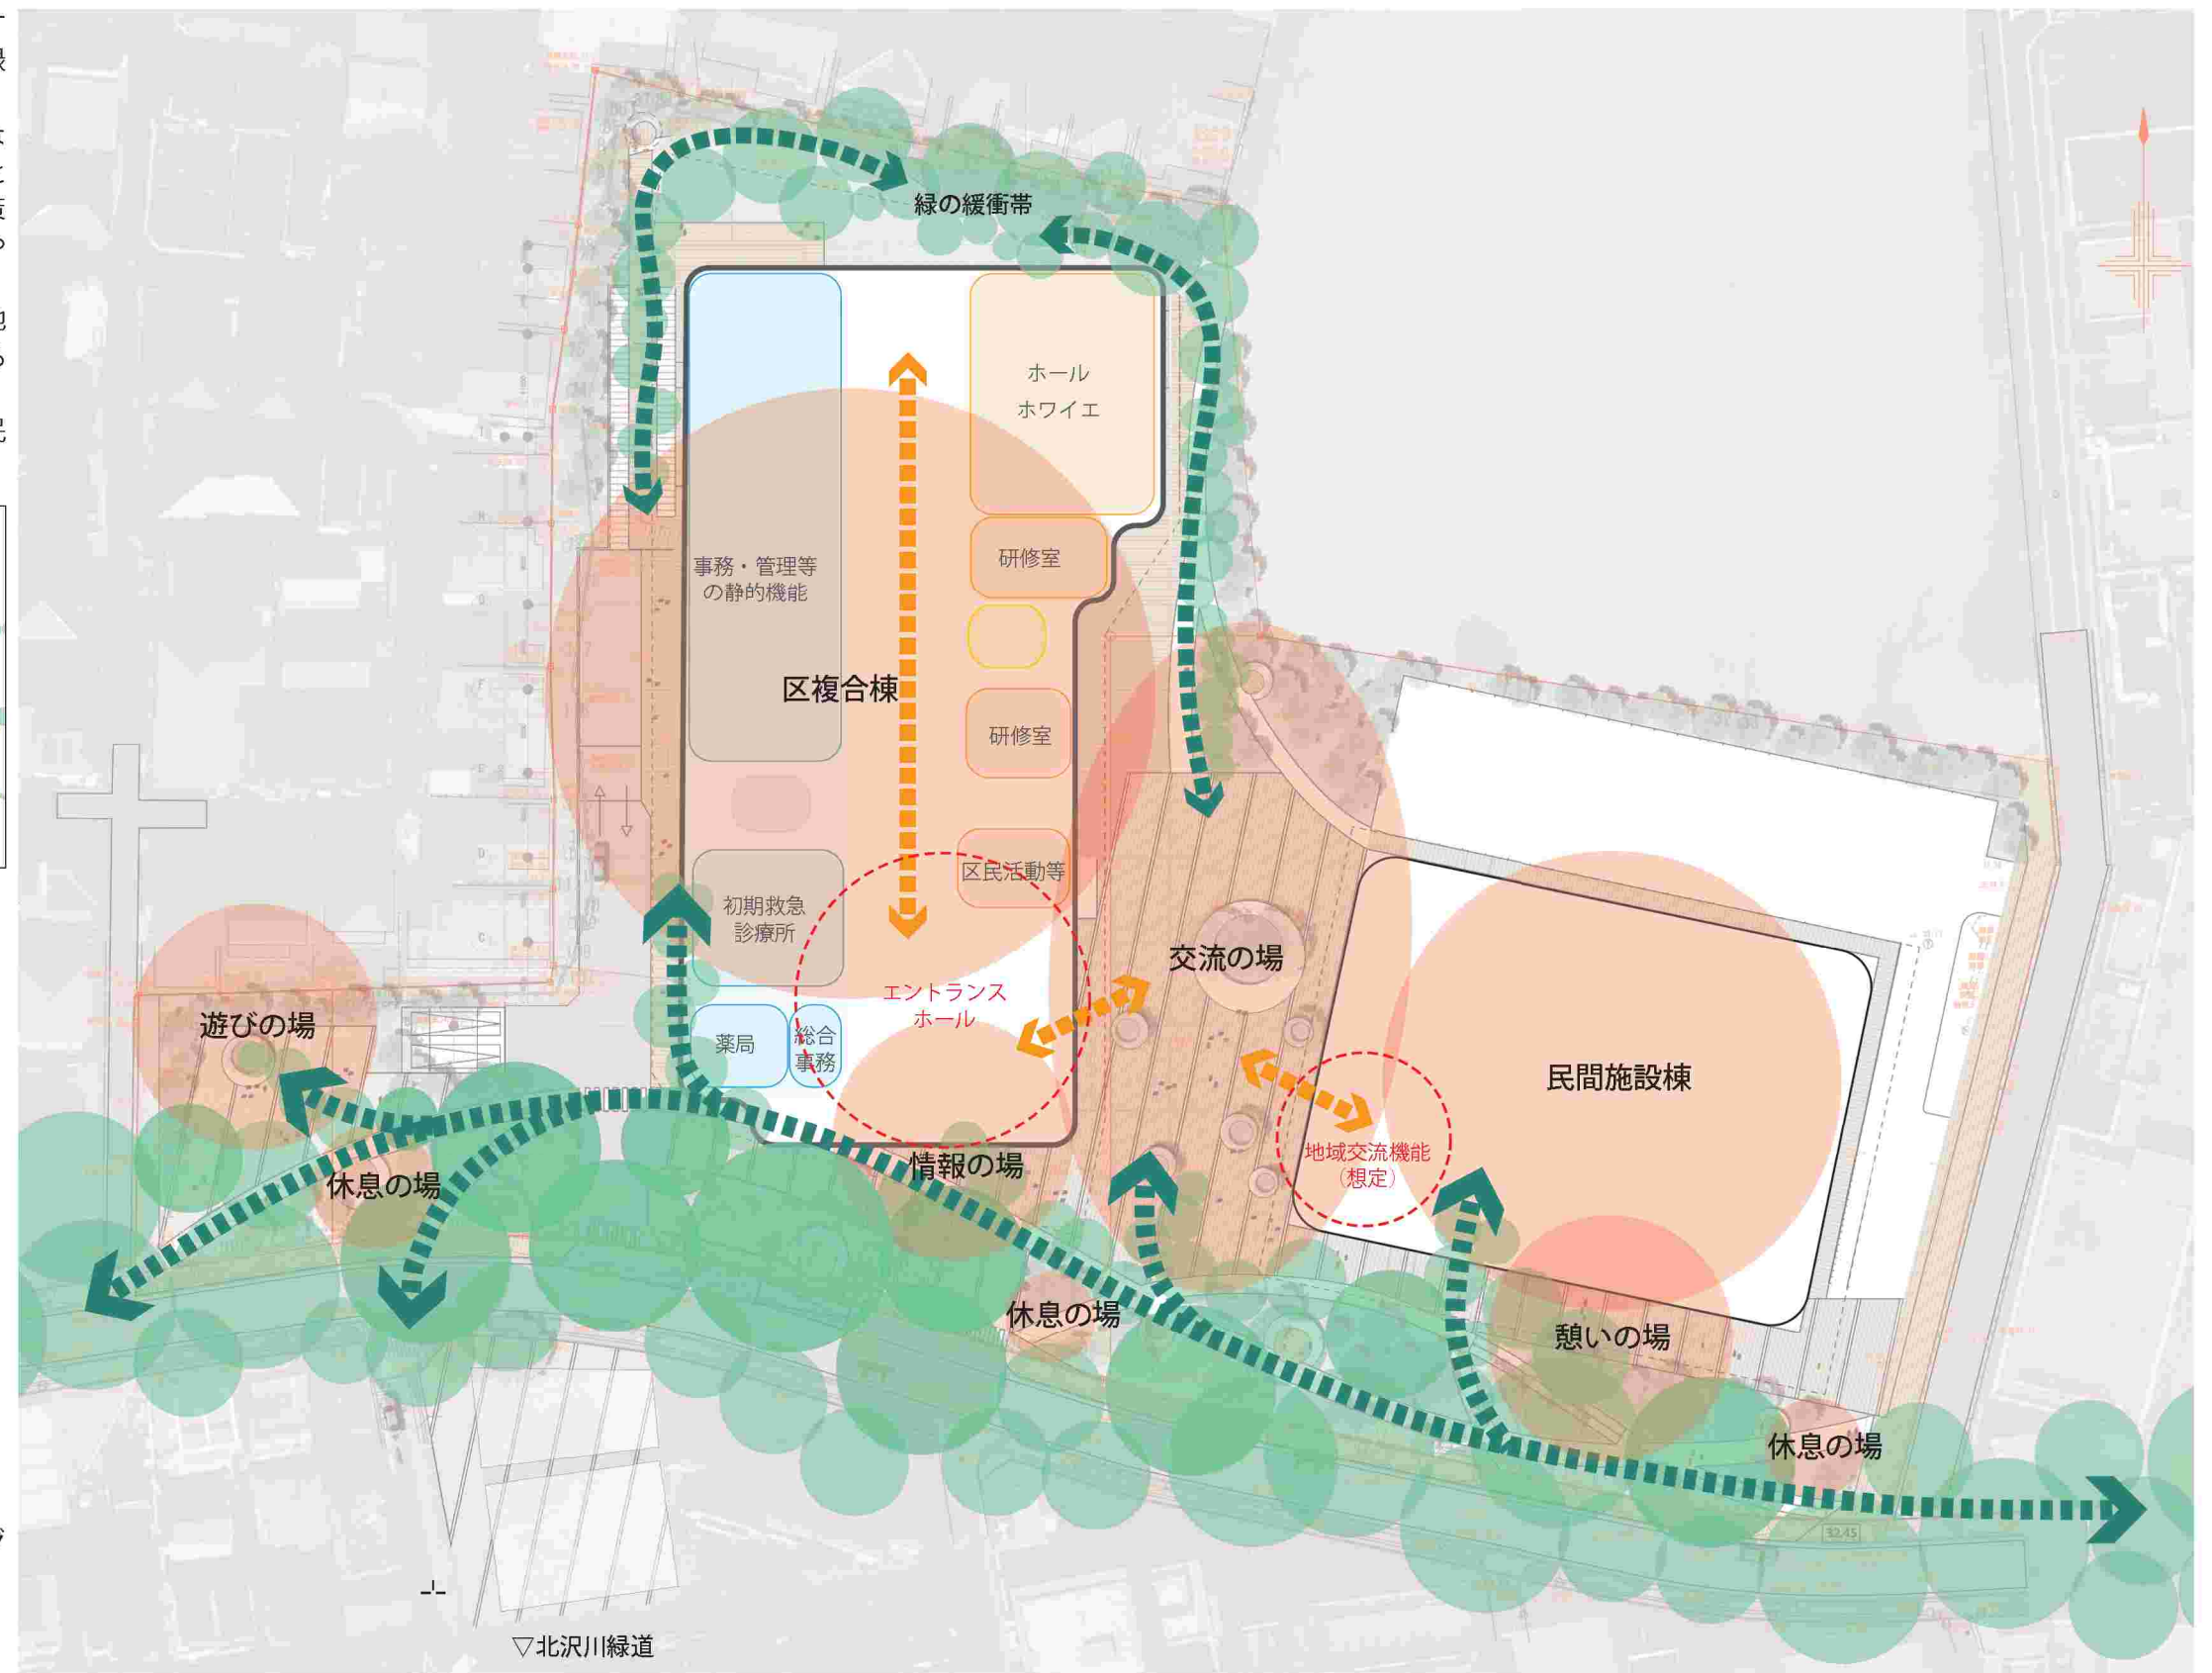 緑の緩衝帯
ホール
ホワイエ
研修室
事務・管理等
の静的機能
区複合棟
研修室
区民活動等
初期救急
診療所
エントランス
ホール
薬局
総合
事務
交流の場
遊びの場
民間施設棟
地域交流機能
（想定）
情報の場
休息の場
休息の場
憩いの場
休息の場
32.45
▽北沢川緑道